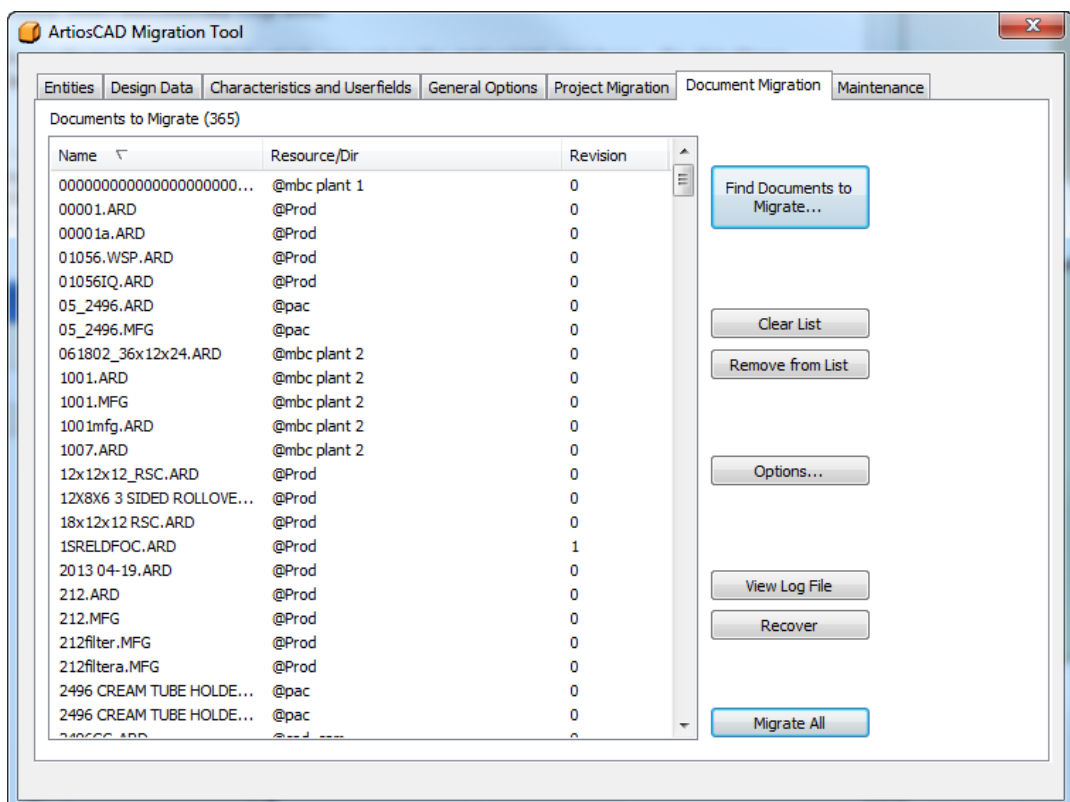 ArtiosCAD Migration Tool
Entities Design Data Characteristics and Userfields General Options Project Migration Document Migration Maintenance
Documents to Migrate (365)
Name Resource/Dir Revision
@mbc plant 1 0
00001.ARD @Prod 0
00001a.ARD @Prod 0
01056.WSP.ARD @Prod 0
01056IQ.ARD @Prod 0
05_2496.ARD @pac 0
05_2496.MFG @pac 0
061802_36x12x24.ARD @mbc plant 2 0
1001.ARD @mbc plant 2 0
1001.MFG @mbc plant 2 0
1001mfg.ARD @mbc plant 2 0
1007.ARD @mbc plant 2 0
12x12x12_RSC.ARD @Prod 0
12X8X6 3 SIDED ROLLOVE... @Prod 0
18x12x12 RSC.ARD @Prod 0
1SRELDFOC.ARD @Prod 1
2013 04-19.ARD @Prod 0
212.ARD @Prod 0
212.MFG @Prod 0
212filter.MFG @Prod 0
212filtera.MFG @Prod 0
2496 CREAM TUBE HOLDE... @pac 0
2496 CREAM TUBE HOLDE... @pac 0
Find Documents to
Migrate...
Clear List
Remove from List
Options...
View Log File
Recover
Migrate All